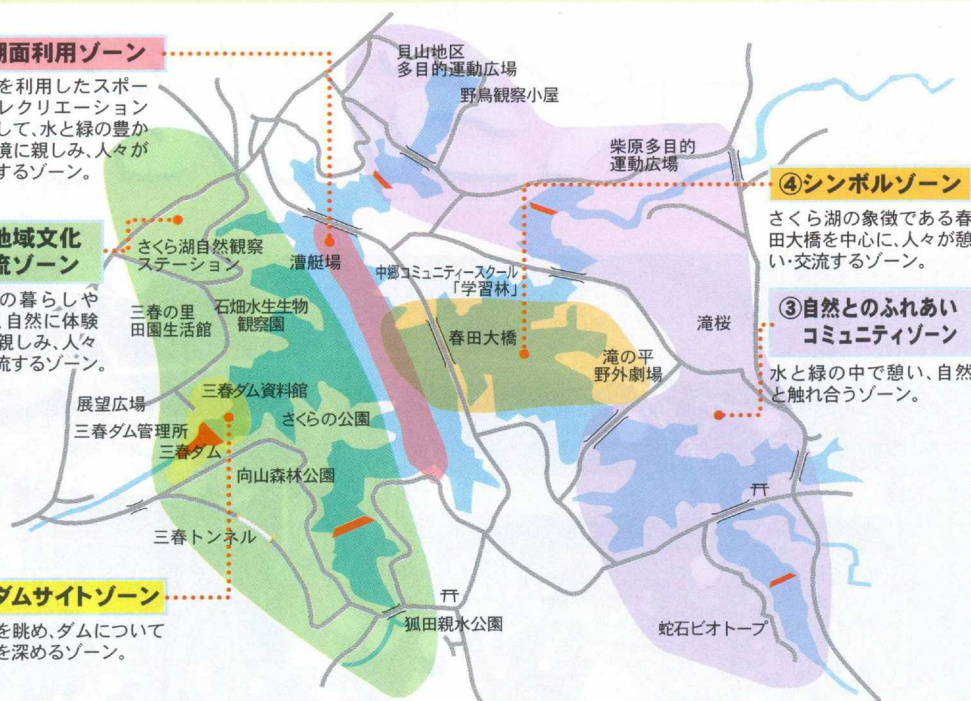 湖面利用ゾーン
を利用したスポー
レクリエーション
して、水と緑の豊か
境に親しみ、人々が
するゾーン。
地域文化
流ゾーン
の暮らしや
、自然に体験
親しみ、人々
流するゾーン。
ダムサイトゾーン
を眺め、ダムについて
を深めるゾーン。
貝山地区
多目的運動広場
野鳥観察小屋
柴原多目的
運動広場
さくら湖自然観察
ステーション
漕艇場
中郷コミュニティースクール
「学習林」
三春の里
田園生活館
石畑水生生物
観察園
春田大橋
滝桜
滝の平
野外劇場
三春ダム資料館
展望広場
さくらの公園
三春ダム管理所
三春ダム
向山森林公園
三春トンネル
狐田親水公園
蛇石ビオトープ
④シンボルゾーン
さくら湖の象徴である春
田大橋を中心に、人々が憩
い・交流するゾーン。
③自然とのふれあい
コミュニティゾーン
水と緑の中で憩い、自然
と触れ合うゾーン。